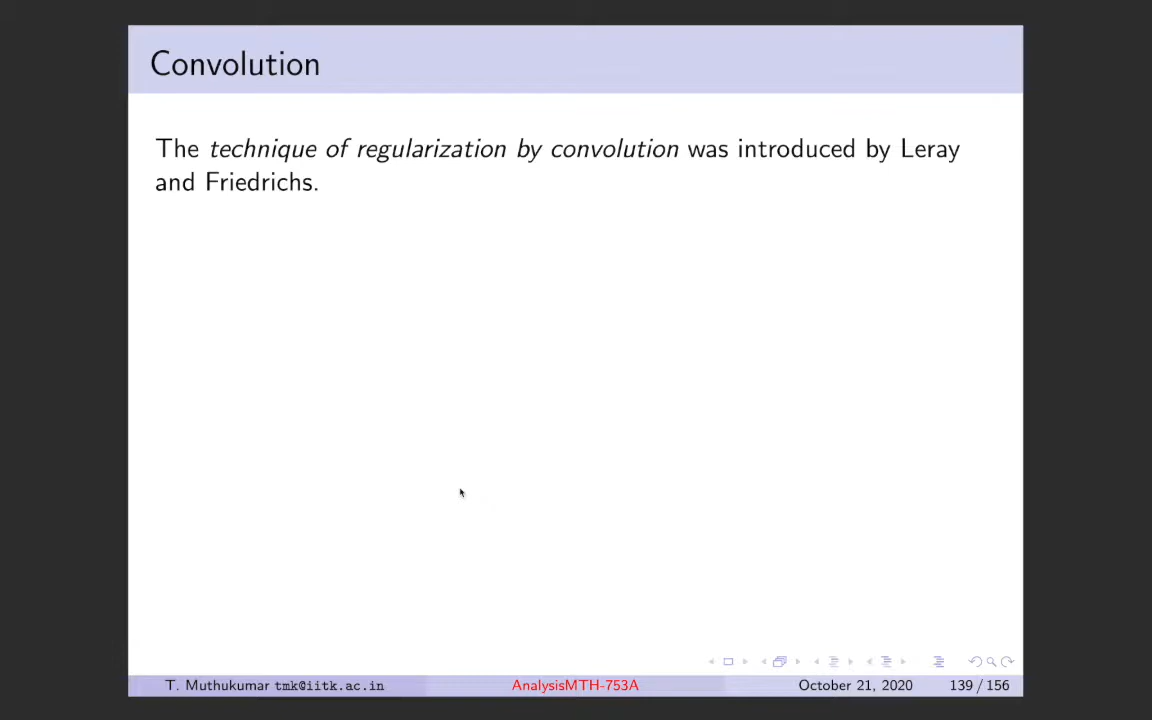 Convolution
The technique of regularization by convolution was introduced by Leray
and Friedrichs.
T. Muthukumar tmk@iitk.ac.in AnalysisMTH-753A October 21, 2020 139 / 156